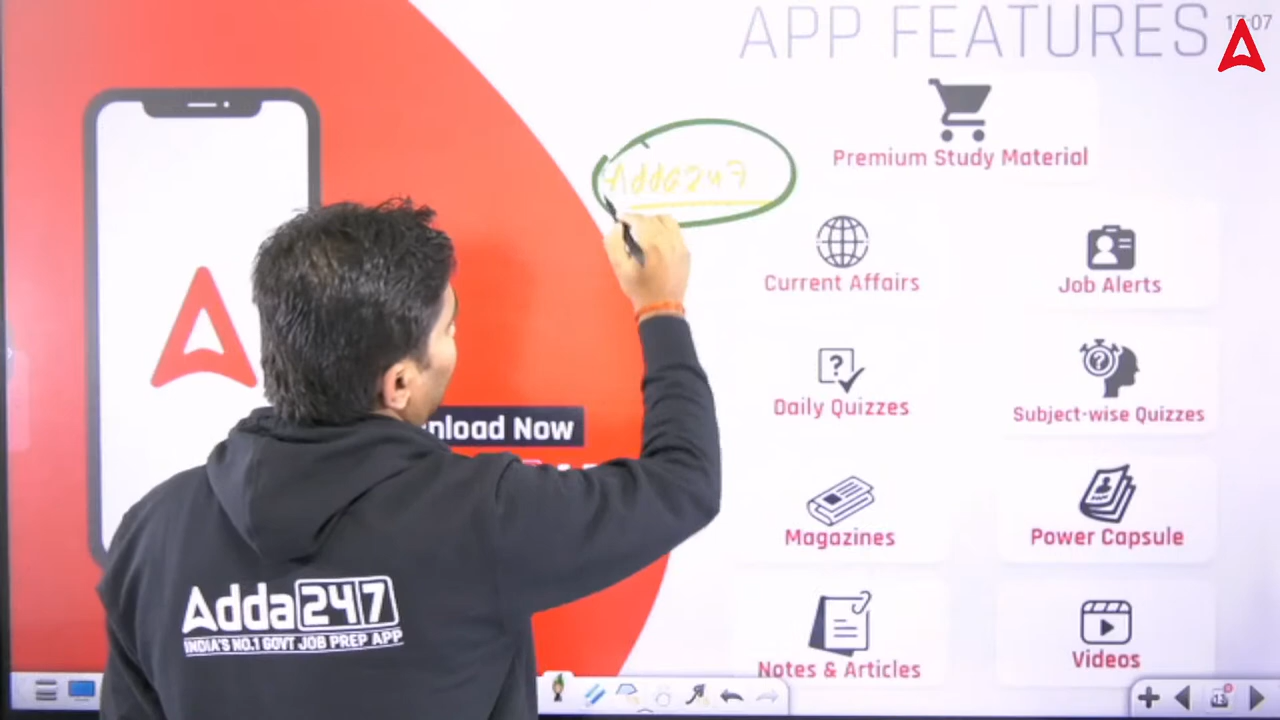 APP FEATURES
Premium Study Material
Adda247
Current Affairs
Job Alerts
Daily Quizzes
Subject-wise Quizzes
Download Now
Magazines
Power Capsule
Adda247
INDIA'S NO.1 GOVT JOB PREP APP
Notes & Articles
Videos